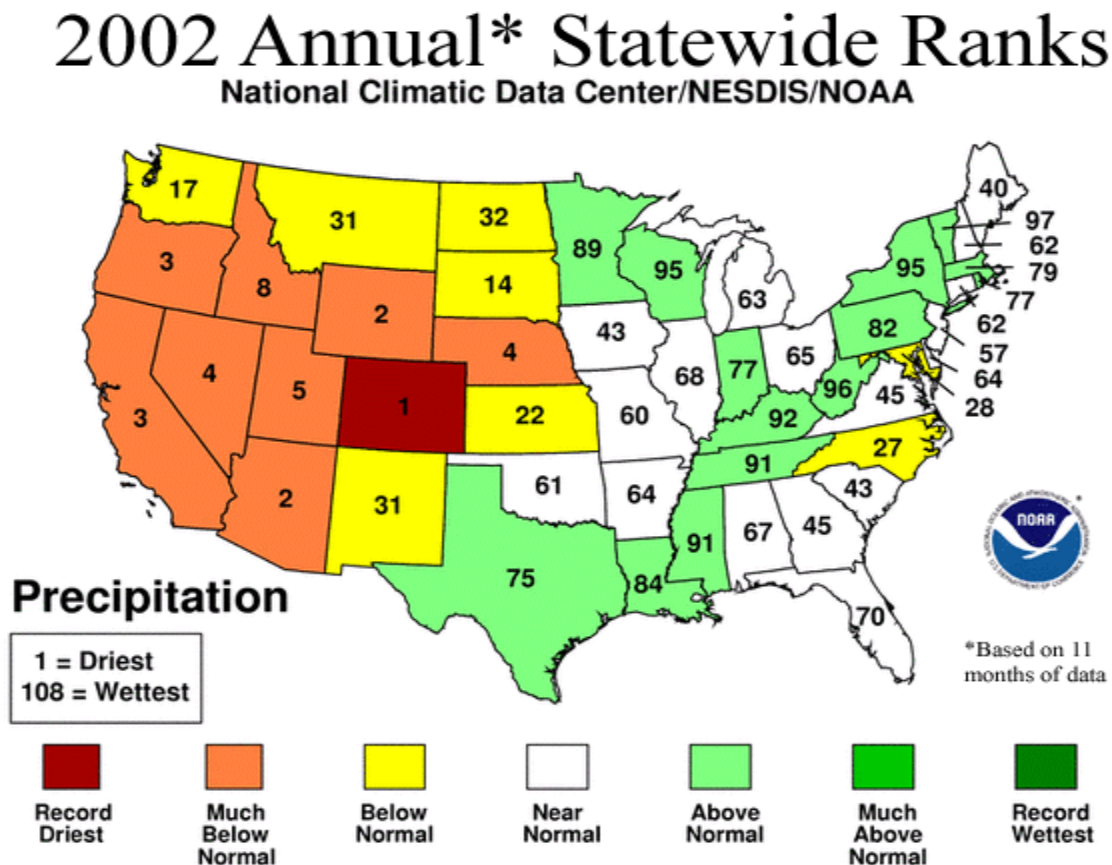 2002 Annual* Statewide Ranks
National Climatic Data Center/NESDIS/NOAA
17
31
32
89
95
63
40
97
62
79
77
62
57
64
28
3
8
2
14
43
95
82
4
5
1
4
22
60
68
77
65
96
45
3
2
31
61
64
92
91
27
43
75
84
91
67
45
70
NOAA
Precipitation
1 = Driest
108 = Wettest
*Based on 11
months of data
Record
Driest
Much
Below
Normal
Below
Normal
Near
Normal
Above
Normal
Much
Above
Normal
Record
Wettest